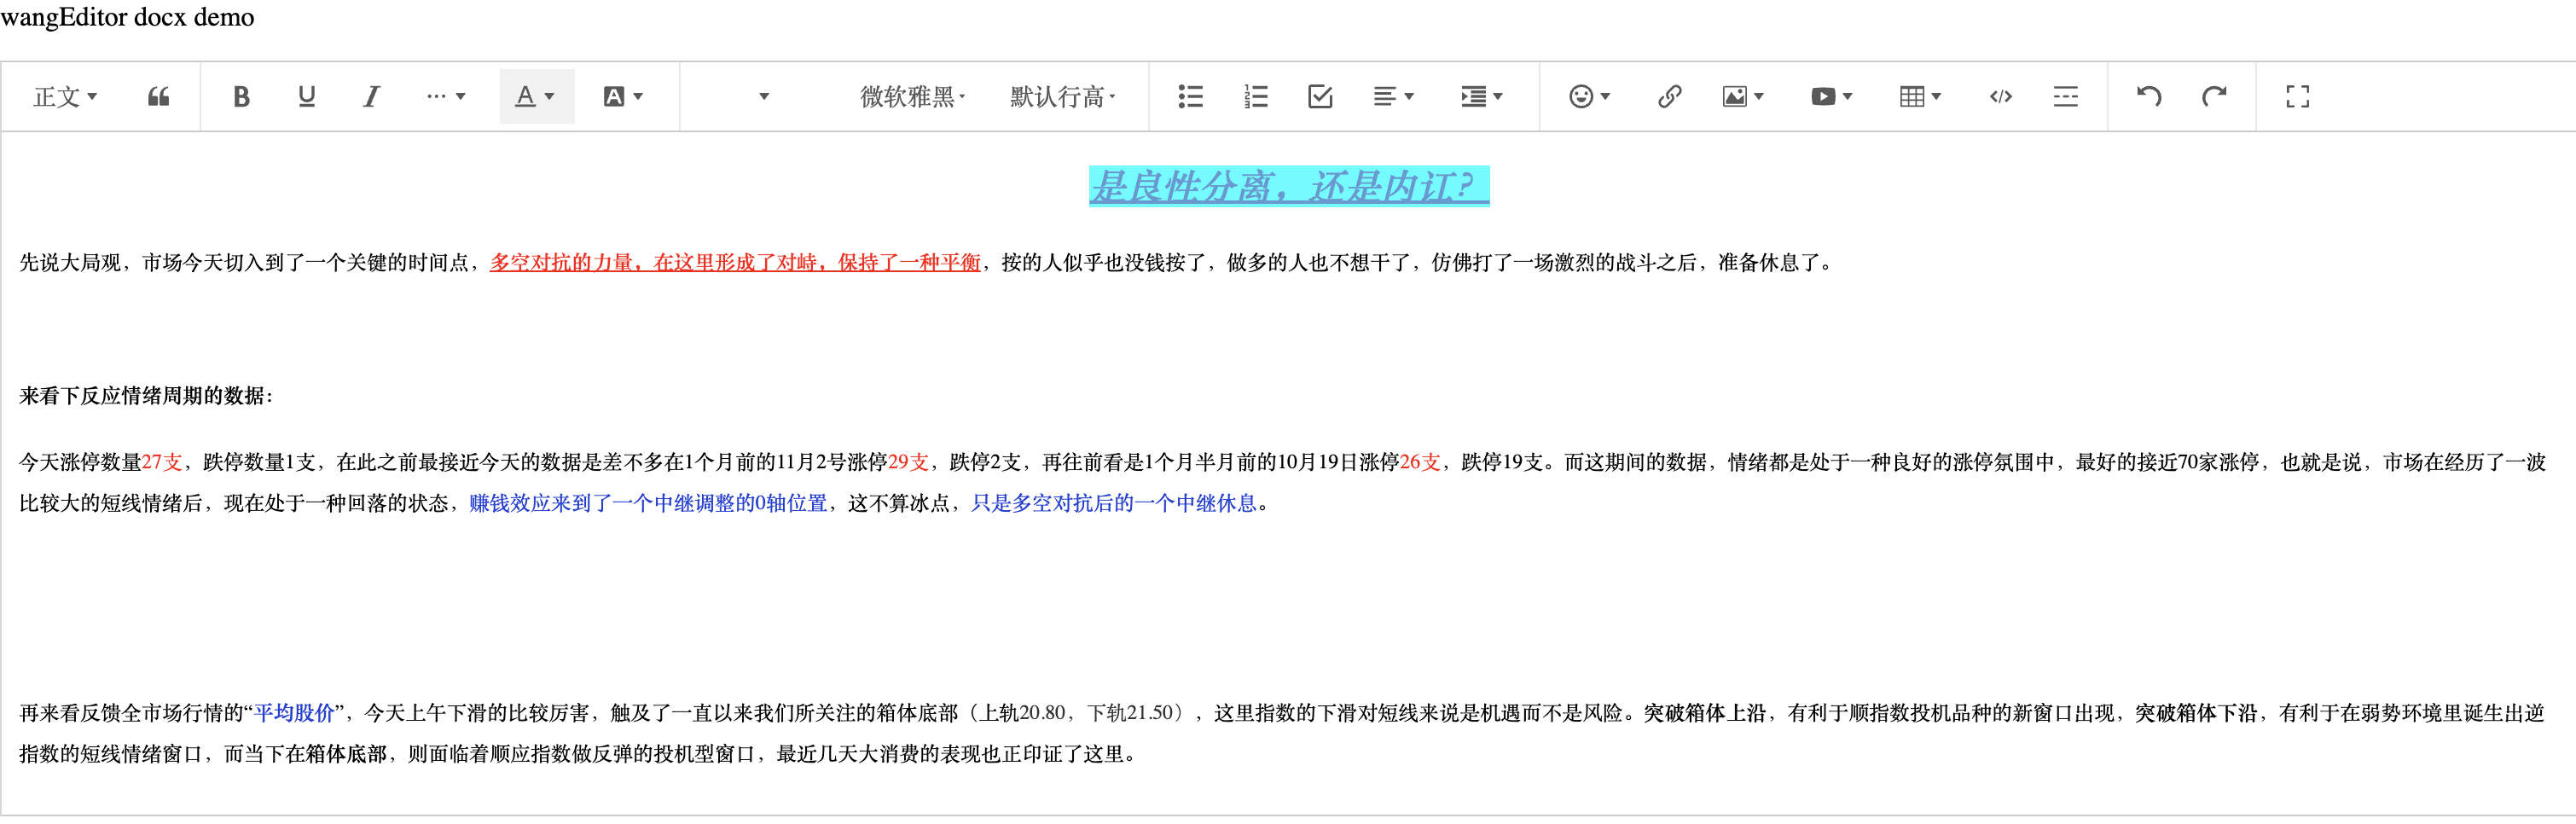 wangEditor docx demo
正文 微软雅黑 默认行高
是良性分离，还是内讧？
先说大局观，市场今天切入到了一个关键的时间点，多空对抗的力量，在这里形成了对峙，保持了一种平衡，按的人似乎也没钱按了，做多的人也不想干了，仿佛打了一场激烈的战斗之后，准备休息了。
来看下反应情绪周期的数据：
今天涨停数量27支，跌停数量1支，在此之前最接近今天的数据是差不多在1个月前的11月2号涨停29支，跌停2支，再往前看是1个月半月前的10月19日涨停26支，跌停19支。而这期间的数据，情绪都是处于一种良好的涨停氛围中，最好的接近70家涨停，也就是说，市场在经历了一波
比较大的短线情绪后，现在处于一种回落的状态，赚钱效应来到了一个中继调整的0轴位置，这不算冰点，只是多空对抗后的一个中继休息。
再来看反馈全市场行情的“平均股价”，今天上午下滑的比较厉害，触及了一直以来我们所关注的箱体底部（上轨20.80，下轨21.50），这里指数的下滑对短线来说是机遇而不是风险。突破箱体上沿，有利于顺指数投机品种的新窗口出现，突破箱体下沿，有利于在弱势环境里诞生出逆
指数的短线情绪窗口，而当下在箱体底部，则面临着顺应指数做反弹的投机型窗口，最近几天大消费的表现也正印证了这里。